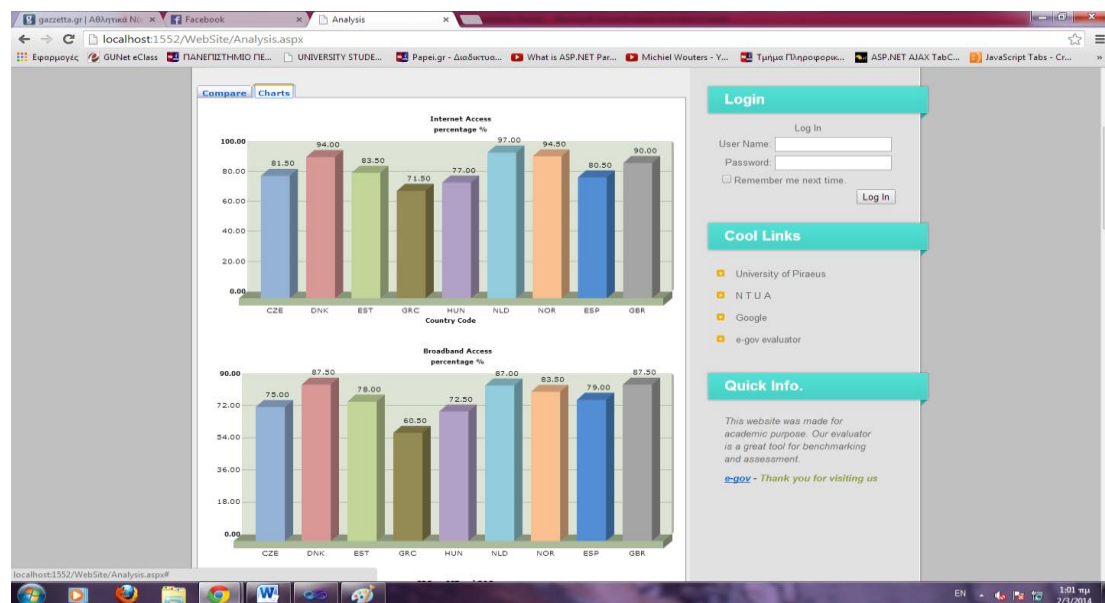 gazzetta.gr | Αθλητικά Νέ
Facebook
Analysis
localhost:1552/WebSite/Analysis.aspx
Εφαρμογές
GUNet eClass
ΠΑΝΕΠΙΣΤΗΜΙΟ ΠΕ...
UNIVERSITY STUDE...
Papei.gr - Διαδικτυα...
What is ASP.NET Par...
Michiel Wouters - Y...
Τμήμα Πληροφορικ...
ASP.NET AJAX TabC...
JavaScript Tabs - Cr...
»
Compare
Charts
Internet Access
percentage %
100.00
80.00
60.00
40.00
20.00
0.00
81.50
94.00
83.50
71.50
77.00
97.00
94.50
80.50
90.00
CZE DNK EST GRC HUN NLD NOR ESP GBR
Country Code
Broadband Access
percentage %
90.00
72.00
54.00
36.00
18.00
0.00
75.00
87.50
78.00
60.50
72.50
87.00
83.50
79.00
87.50
CZE DNK EST GRC HUN NLD NOR ESP GBR
Login
Log In
User Name:
Password:
Remember me next time.
Log In
Cool Links
University of Piraeus
N T U A
Google
e-gov evaluator
Quick Info.
This website was made for
academic purpose. Our evaluator
is a great tool for benchmarking
and assessment.
e-gov - Thank you for visiting us
localhost:1552/WebSite/Analysis.aspx#
EN
1:01 πμ
2/3/2014